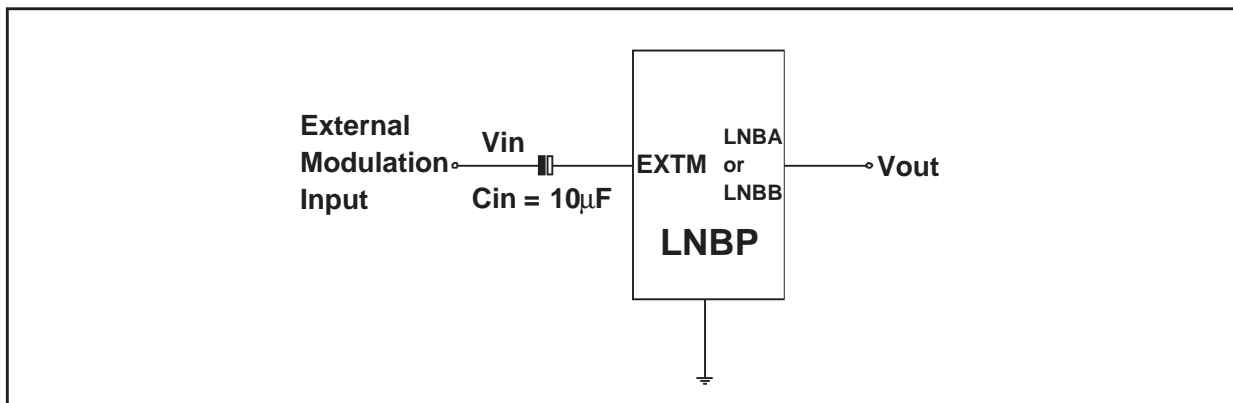 External
Modulation
Input
Vin
Cin = 10μF
EXTM
LNBA
or
LNBB
LNBP
Vout